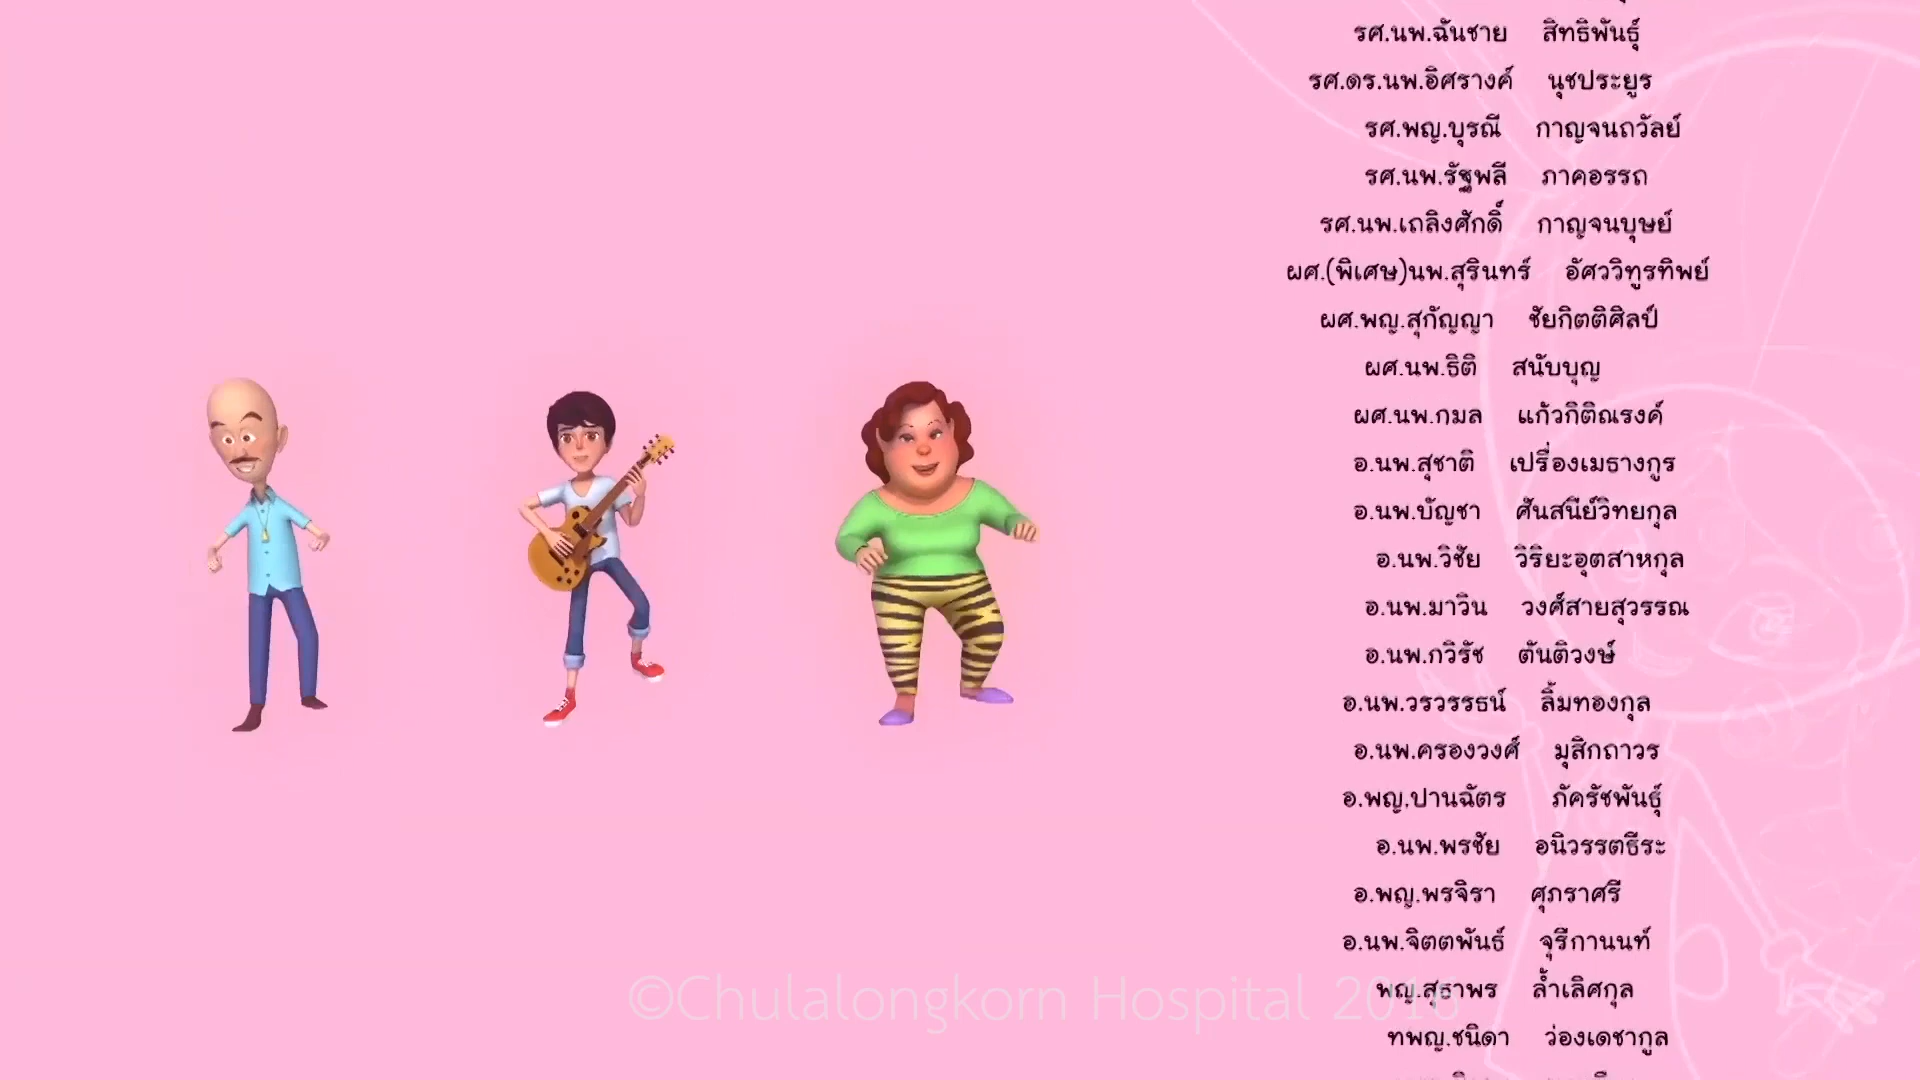 รศ.นพ.ฉันชาย สิทธิพันธุ์
รศ.ดร.นพ.อิศรางค์ นุชประยูร
รศ.พญ.บุรณี กาญจนถวัลย์
รศ.นพ.รัฐพลี ภาคอรรถ
รศ.นพ.เถลิงศักดิ์ กาญจนบุษย์
ผศ.(พิเศษ)นพ.สุรินทร์ อัศววิทูรทิพย์
ผศ.พญ.สุกัญญา ชัยกิตติศิลป์
ผศ.นพ.ธิติ สนับบุญ
ผศ.นพ.กมล แก้วกิติณรงค์
อ.นพ.สุชาติ เปรื่องเมธางกูร
อ.นพ.บัญชา ศันสนีย์วิทยกุล
อ.นพ.วิชัย วิริยะอุตสาหกุล
อ.นพ.มาวิน วงศ์สายสุวรรณ
อ.นพ.กวิรัช ตันติวงษ์
อ.นพ.วรวรรธน์ ลิ้มทองกุล
อ.นพ.ครองวงศ์ มุสิกถาวร
อ.พญ.ปานฉัตร ภัครัชพันธุ์
อ.นพ.พรชัย อนิวรรตธีระ
อ.พญ.พรจิรา ศุภราศรี
อ.นพ.จิตตพันธ์ จุรีกานนท์
พญ.สุธาพร ล้ำเลิศกุล
ทพญ.ชนิดา ว่องเดชากูล
©Chulalongkorn Hospital 2016